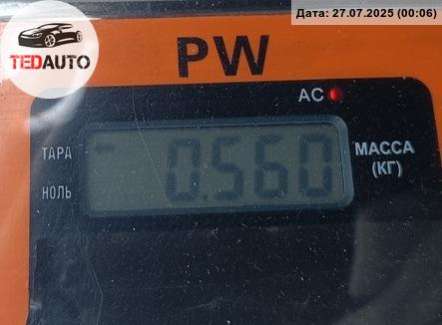 Дата: 27.07.2025 (00:06)
TEDAUTO
PW
AC
ТАРА
НОЛЬ
0.560
МАССА
(КГ)